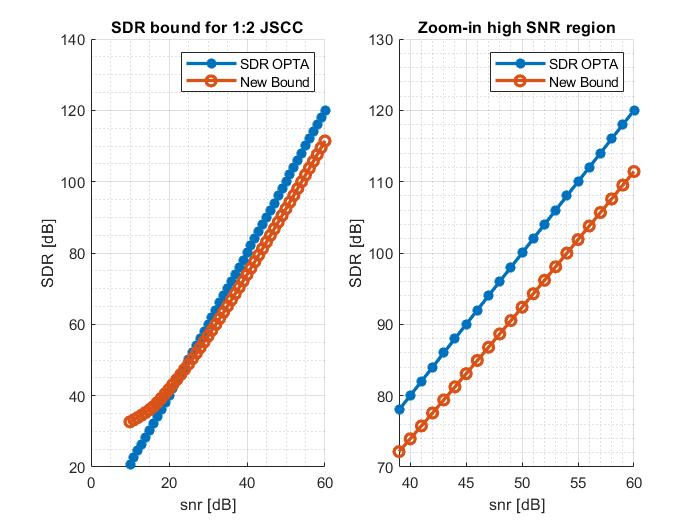 SDR bound for 1:2 JSCC
140
120
100
80
60
40
20
0
20
40
60
SDR [dB]
snr [dB]
SDR OPTA
New Bound
Zoom-in high SNR region
130
120
110
100
90
80
70
40
45
50
55
60
SDR [dB]
snr [dB]
SDR OPTA
New Bound